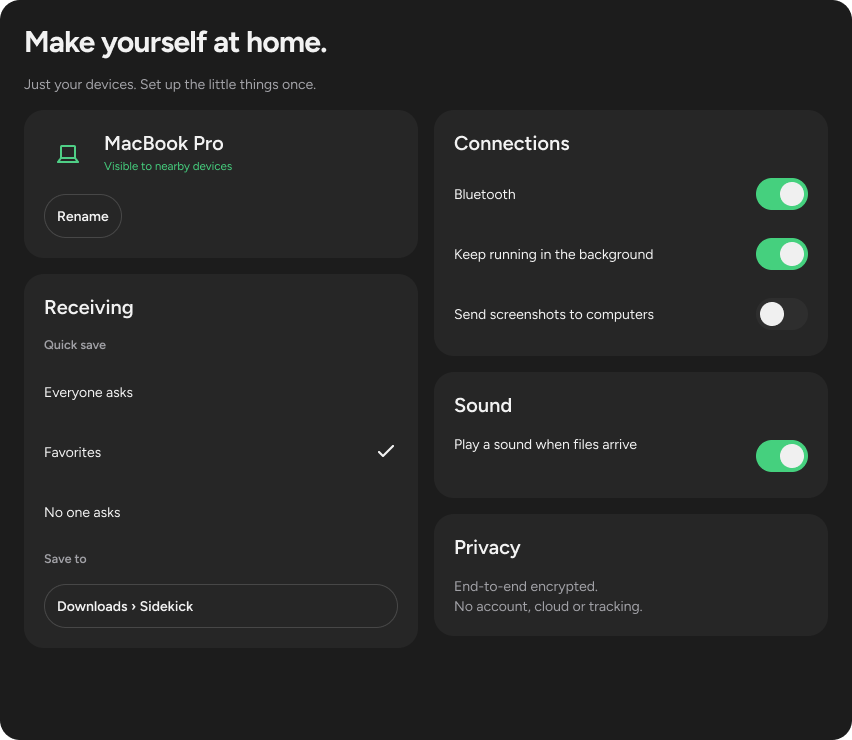 Make yourself at home.
Just your devices. Set up the little things once.
MacBook Pro
Visible to nearby devices
Rename
Receiving
Quick save
Everyone asks
Favorites
No one asks
Save to
Downloads › Sidekick
Connections
Bluetooth
Keep running in the background
Send screenshots to computers
Sound
Play a sound when files arrive
Privacy
End-to-end encrypted.
No account, cloud or tracking.